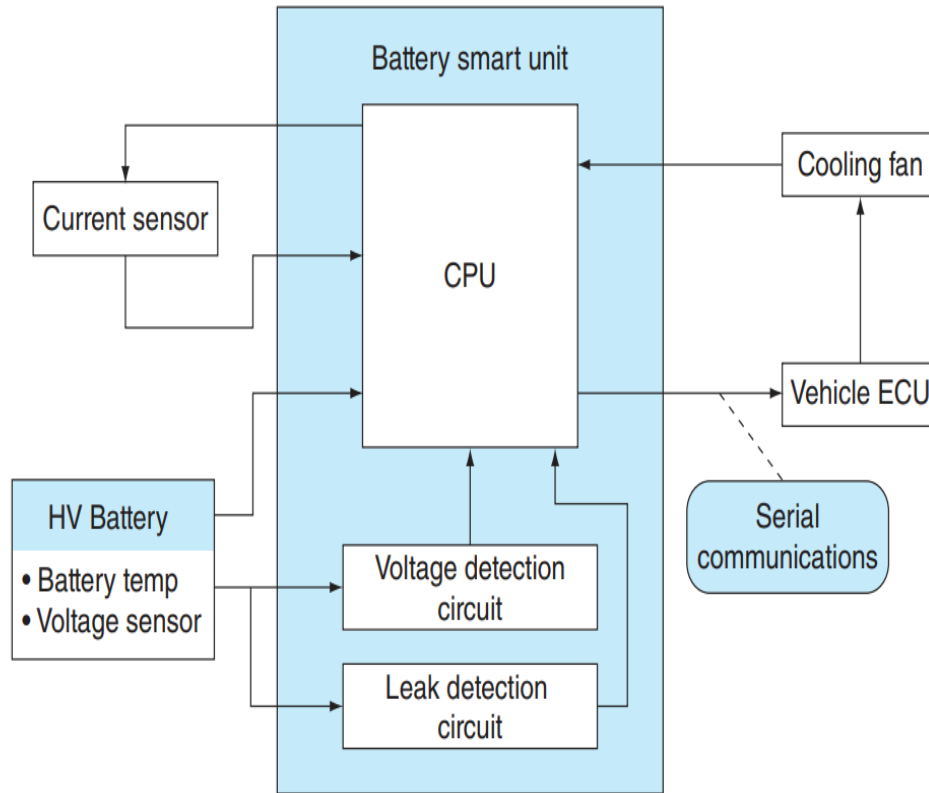 Battery smart unit
Current sensor
CPU
Cooling fan
Vehicle ECU
HV Battery
• Battery temp
• Voltage sensor
Voltage detection
circuit
Leak detection
circuit
Serial
communications